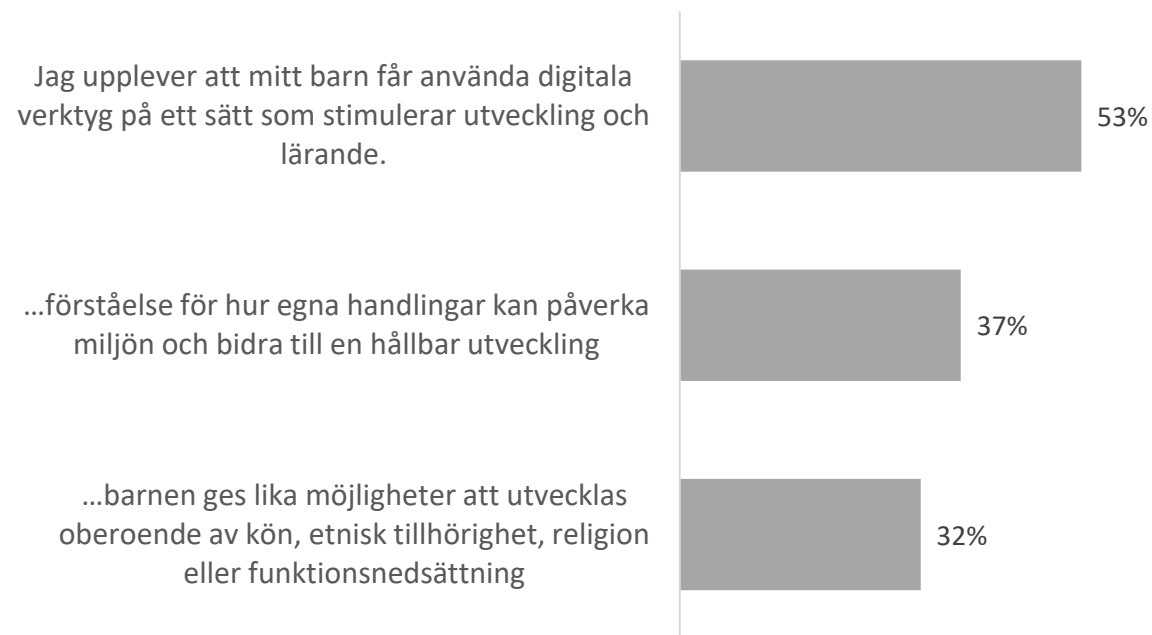 Jag upplever att mitt barn får använda digitala
verktyg på ett sätt som stimulerar utveckling och
lärande.
53%
…förståelse för hur egna handlingar kan påverka
miljön och bidra till en hållbar utveckling
37%
…barnen ges lika möjligheter att utvecklas
oberoende av kön, etnisk tillhörighet, religion
eller funktionsnedsättning
32%